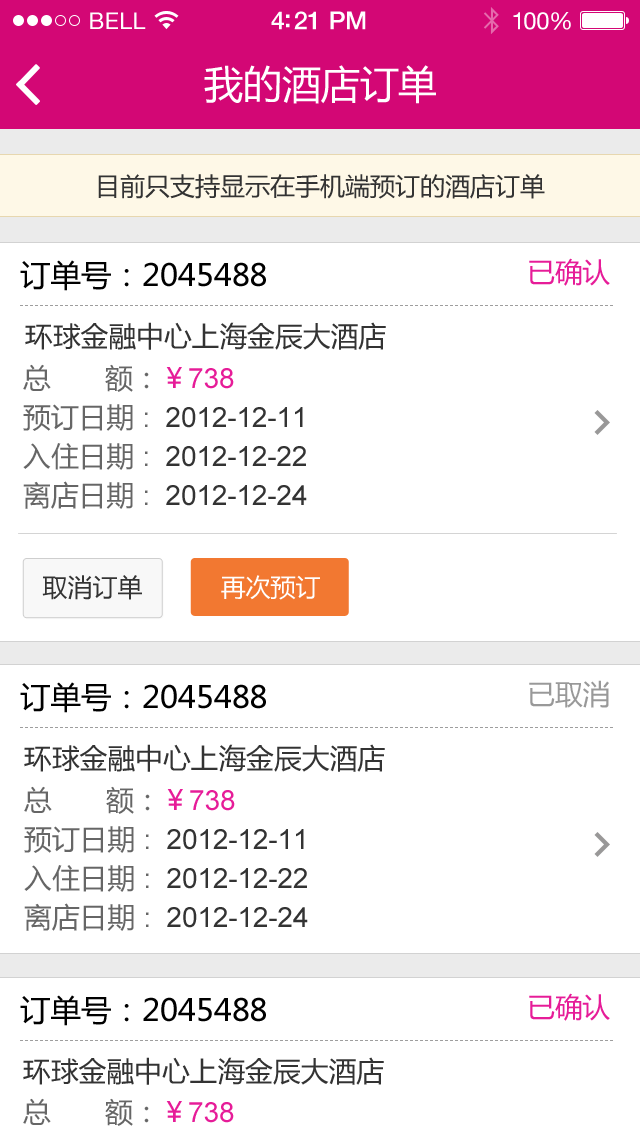 BELL 4:21 PM 100%
我的酒店订单
目前只支持显示在手机端预订的酒店订单
订单号：2045488 已确认
环球金融中心上海金辰大酒店
总 额：¥738
预订日期：2012-12-11
入住日期：2012-12-22
离店日期：2012-12-24
取消订单 再次预订
订单号：2045488 已取消
环球金融中心上海金辰大酒店
总 额：¥738
预订日期：2012-12-11
入住日期：2012-12-22
离店日期：2012-12-24
订单号：2045488 已确认
环球金融中心上海金辰大酒店
总 额：¥738